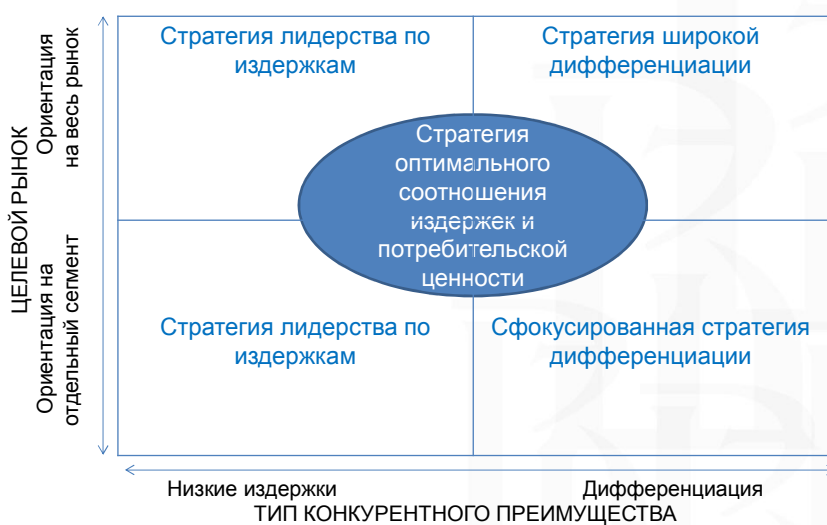 Стратегия лидерства по
издержкам
Стратегия широкой
дифференциации
Стратегия
оптимального
соотношения
издержек и
потребительской
ценности
Стратегия лидерства по
издержкам
Сфокусированная стратегия
дифференциации
ЦЕЛЕВОЙ РЫНОК
Ориентация
на весь рынок
Ориентация на
отдельный сегмент
Низкие издержки
Дифференциация
ТИП КОНКУРЕНТНОГО ПРЕИМУЩЕСТВА